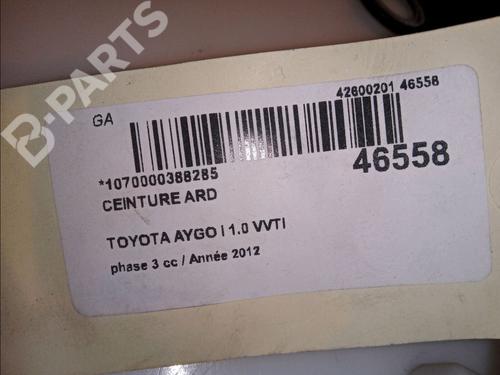 B-PARTS
GA
42600201 46558
*1070000388285
46558
CEINTURE ARD
TOYOTA AYGO I 1.0 VVTI
phase 3 cc / Année 2012